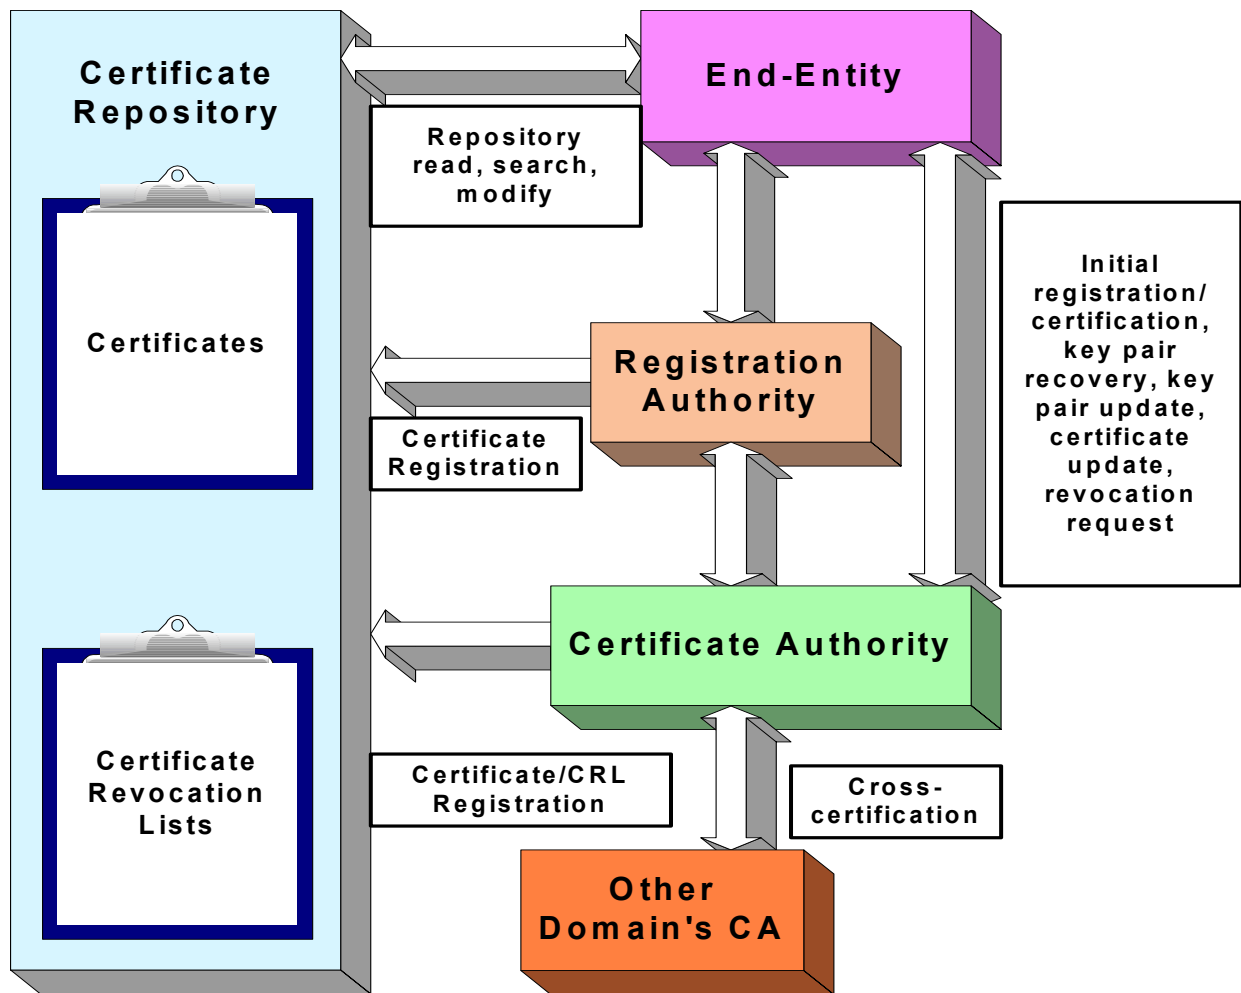 Certificate
Repository
Certificates
Certificate
Revocation
Lists
End-Entity
Repository
read, search,
modify
Initial
registration/
certification,
key pair
recovery, key
pair update,
certificate
update,
revocation
request
Registration
Authority
Certificate
Registration
Certificate Authority
Certificate/CRL
Registration
Cross-
certification
Other
Domain's CA